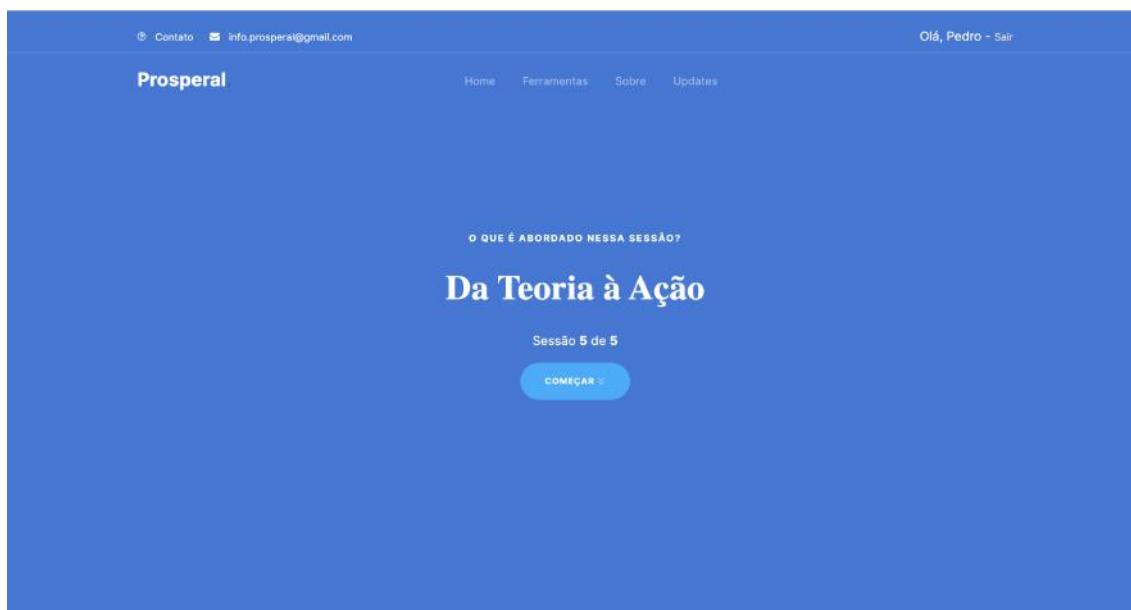 Contato info.prosperal@gmail.com Olá, Pedro - Sair
Prosperal. Home Ferramentas Sobre Updates
O QUE É ABORDADO NESSA SESSÃO?
Da Teoria à Ação
Sessão 5 de 5
COMEÇAR